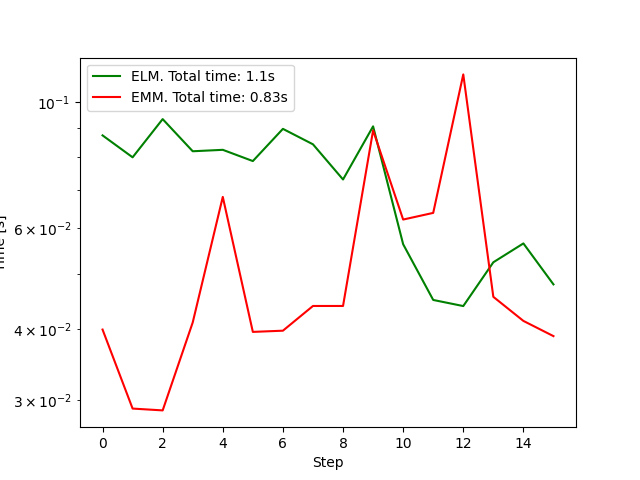 ELM. Total time: 1.1s
EMM. Total time: 0.83s
10⁻¹
6 × 10⁻²
4 × 10⁻²
3 × 10⁻²
0 2 4 6 8 10 12 14
Step